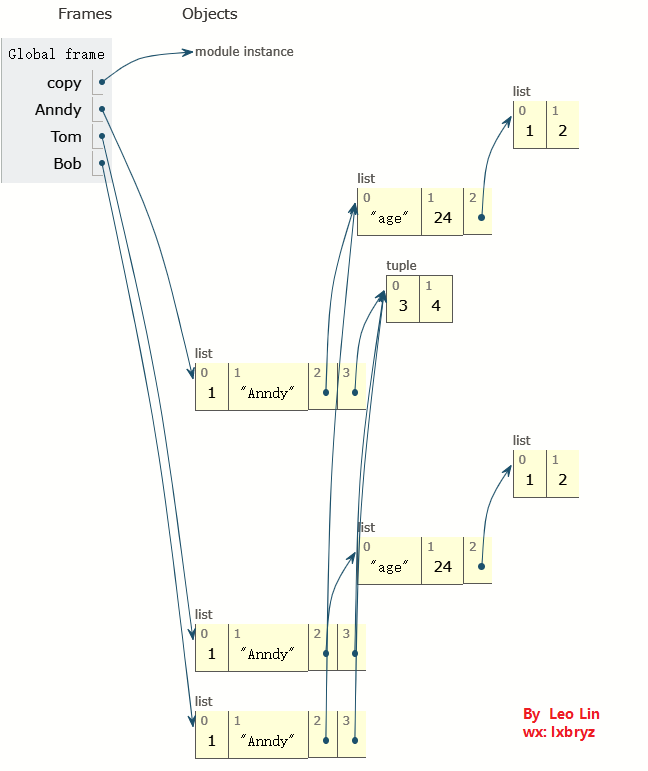 Frames Objects
Global frame
copy
module instance
Anndy
Tom
Bob
list
0 1
1 2
list
0 1 2
"age" 24
tuple
0 1
3 4
list
0 1 2 3
1 "Anndy"
list
0 1
1 2
list
0 1 2
"age" 24
list
0 1 2 3
1 "Anndy"
list
0 1 2 3
1 "Anndy"
By Leo Lin
wx: lxbryz